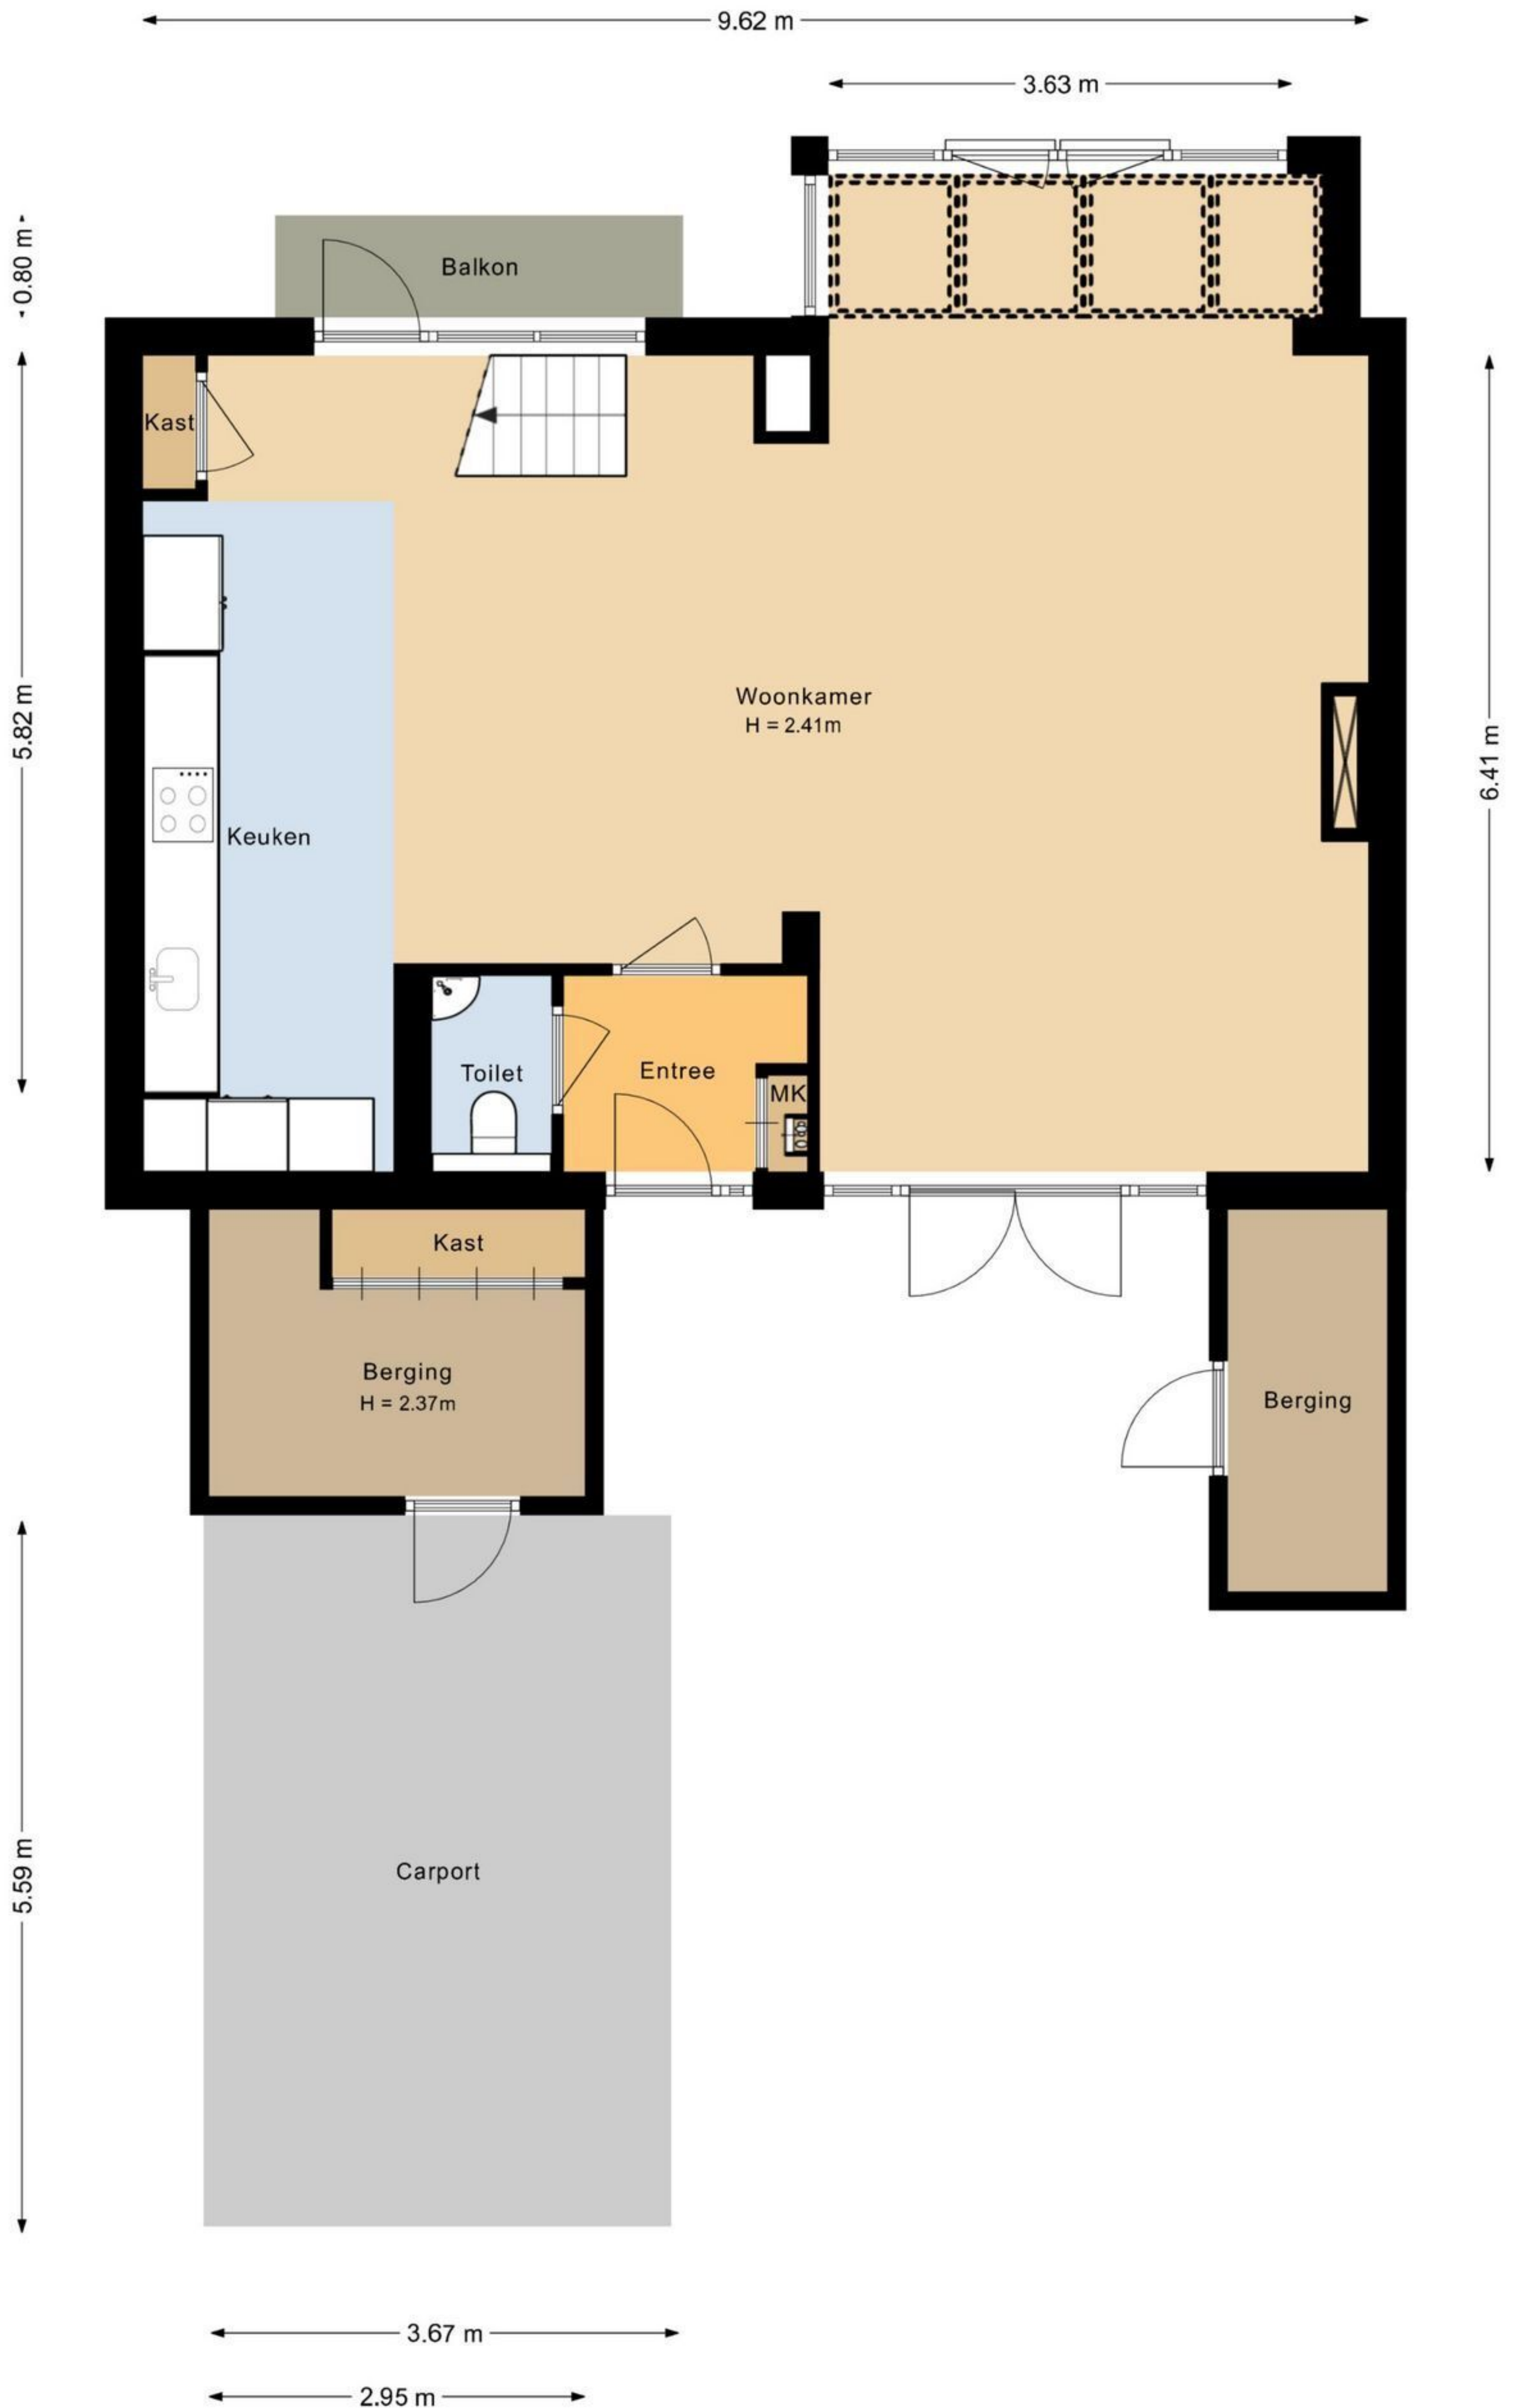 9.62 m
3.63 m
0.80 m
Balkon
Kast
5.82 m
Woonkamer
H = 2.41m
6.41 m
Keuken
Toilet
Entree
MK
Kast
Berging
H = 2.37m
Berging
Carport
5.59 m
3.67 m
2.95 m